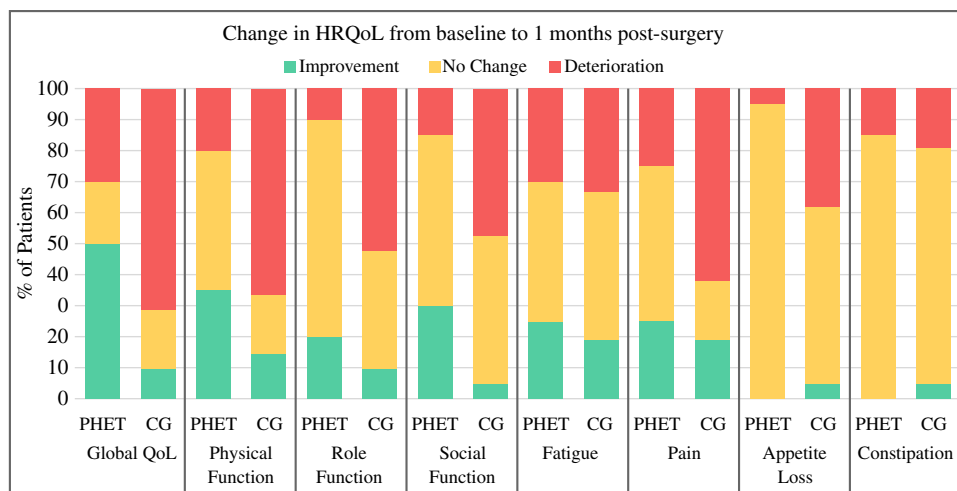 Change in HRQoL from baseline to 1 months post-surgery
Improvement No Change Deterioration
% of Patients
100
90
80
70
60
50
40
0
20
10
0
PHET CG PHET CG PHET CG PHET CG PHET CG PHET CG PHET CG PHET CG
Global QoL Physical Role Social Fatigue Pain Appetite Constipation
Function Function Function Loss